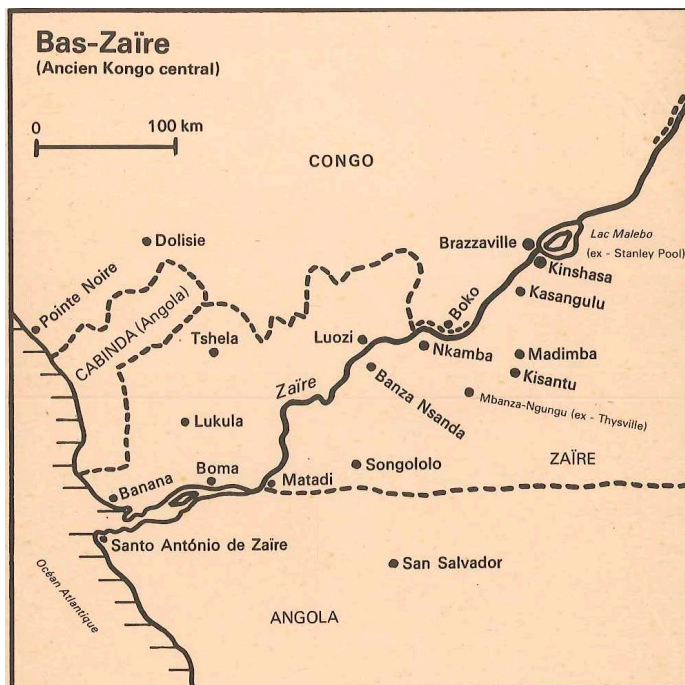 Bas-Zaïre
(Ancien Kongo central)
0 100 km
CONGO
Dolisie
Brazzaville
Lac Malebo
(ex - Stanley Pool)
Kinshasa
Pointe Noire
Kasangulu
CABINDA (Angola)
Boko
Tshela
Luozi
Nkamba
Madimba
Kisantu
Zaïre
Banza Nsanda
Mbanza-Ngungu (ex - Thysville)
Lukula
ZAÏRE
Boma
Songololo
Banana
Matadi
Santo António de Zaïre
San Salvador
Océan Atlantique
ANGOLA